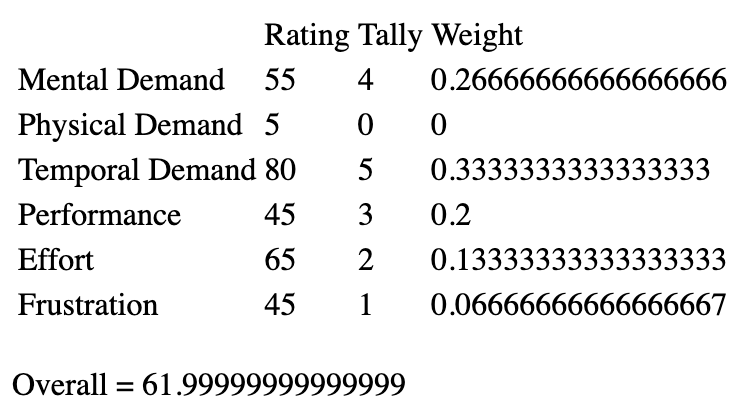 Rating Tally Weight
Mental Demand 55 4 0.26666666666666666
Physical Demand 5 0 0
Temporal Demand 80 5 0.3333333333333333
Performance 45 3 0.2
Effort 65 2 0.13333333333333333
Frustration 45 1 0.06666666666666667
Overall = 61.99999999999999